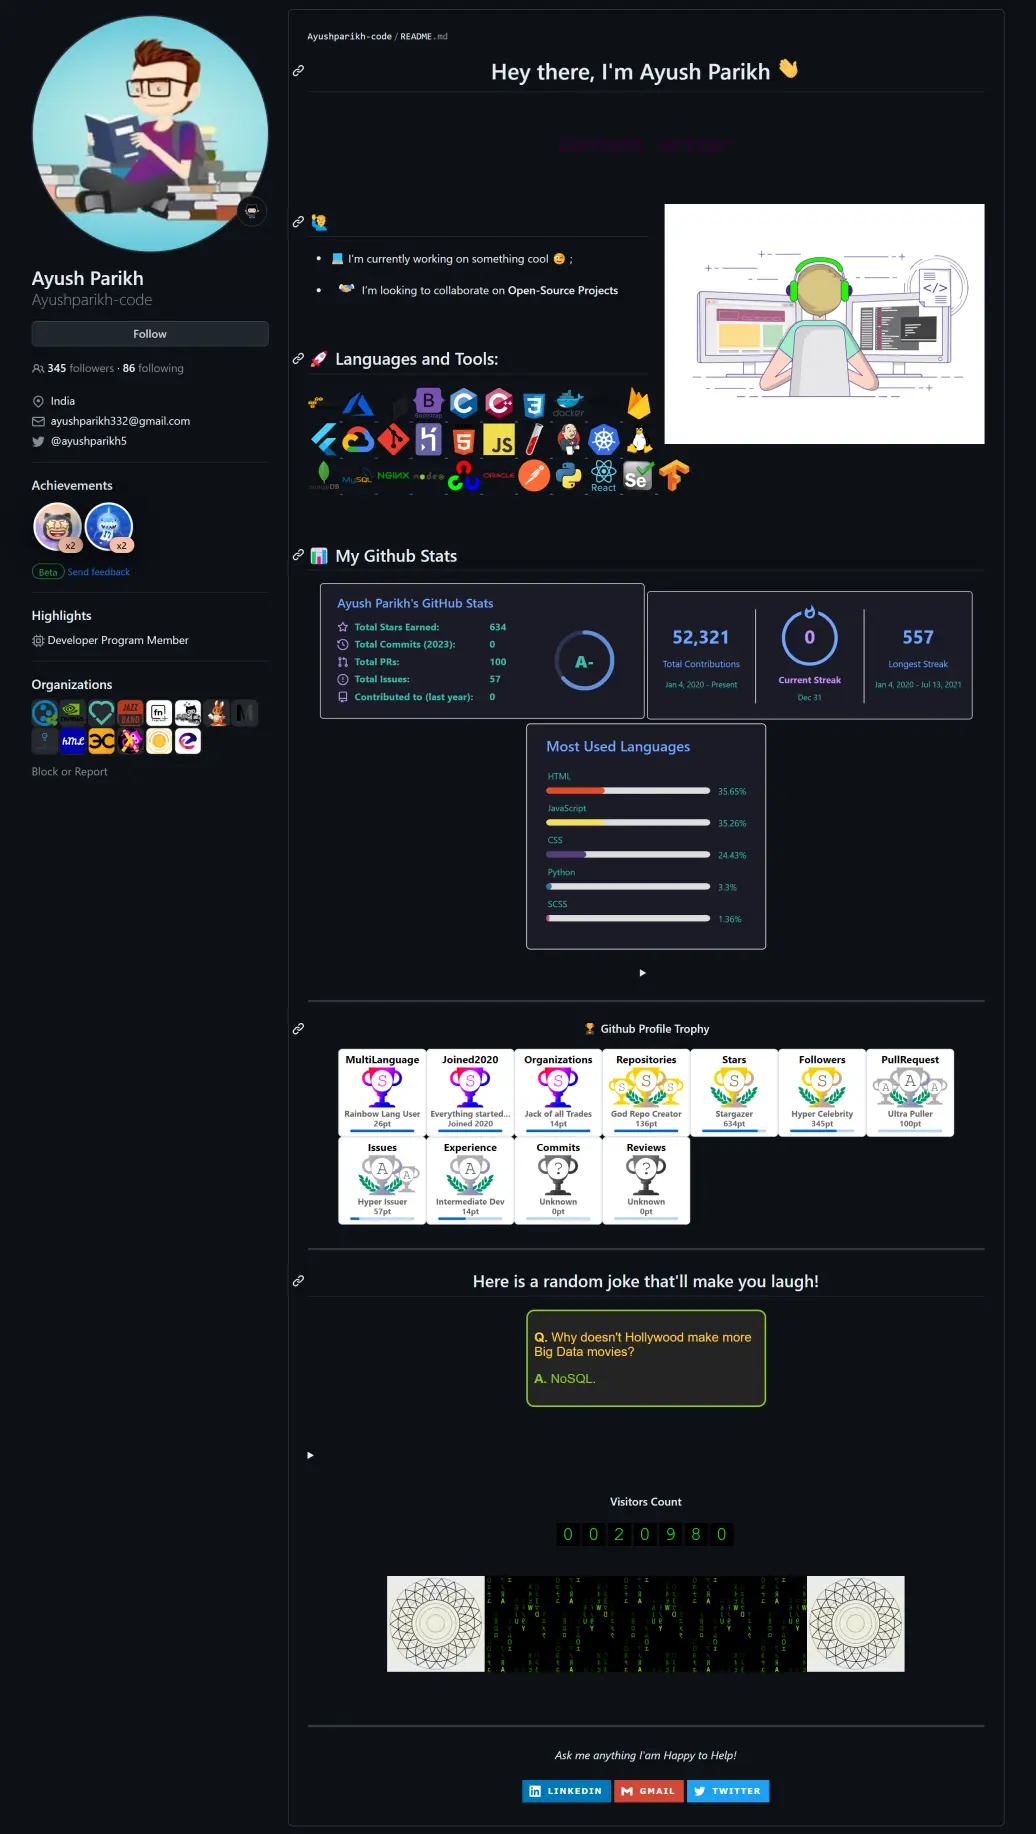 Ayush Parikh
Ayushparikh-code
Follow
345 followers · 86 following
India
ayushparikh332@gmail.com
@ayushparikh5
Achievements
x2 x2
Beta Send feedback
Highlights
Developer Program Member
Organizations
Block or Report
Ayushparikh-code / README.md
Hey there, I'm Ayush Parikh
I'm currently working on something cool ;
I'm looking to collaborate on Open-Source Projects
Languages and Tools:
Bootstrap docker
JS
mongoDB MySQL NGINX node ORACLE React Se
My Github Stats
Ayush Parikh's GitHub Stats
Total Stars Earned: 634
Total Commits (2023): 0
Total PRs: 100
Total Issues: 57
Contributed to (last year): 0
A-
52,321
Total Contributions
Jan 4, 2020 - Present
0
Current Streak
Dec 31
557
Longest Streak
Jan 4, 2020 - Jul 13, 2021
Most Used Languages
HTML
35.65%
JavaScript
35.26%
CSS
24.43%
Python
3.3%
SCSS
1.36%
Github Profile Trophy
MultiLanguage Joined2020 Organizations Repositories Stars Followers PullRequest
S S S S S S S S A A A
Rainbow Lang User Everything started... Jack of all Trades God Repo Creator Stargazer Hyper Celebrity Ultra Puller
26pt Joined 2020 14pt 136pt 634pt 345pt 100pt
Issues Experience Commits Reviews
A A A ? ?
Hyper Issuer Intermediate Dev Unknown Unknown
57pt 14pt 0pt 0pt
Here is a random joke that'll make you laugh!
Q. Why doesn't Hollywood make more
Big Data movies?
A. NoSQL.
Visitors Count
0 0 2 0 9 8 0
Ask me anything I'am Happy to Help!
LINKEDIN GMAIL TWITTER